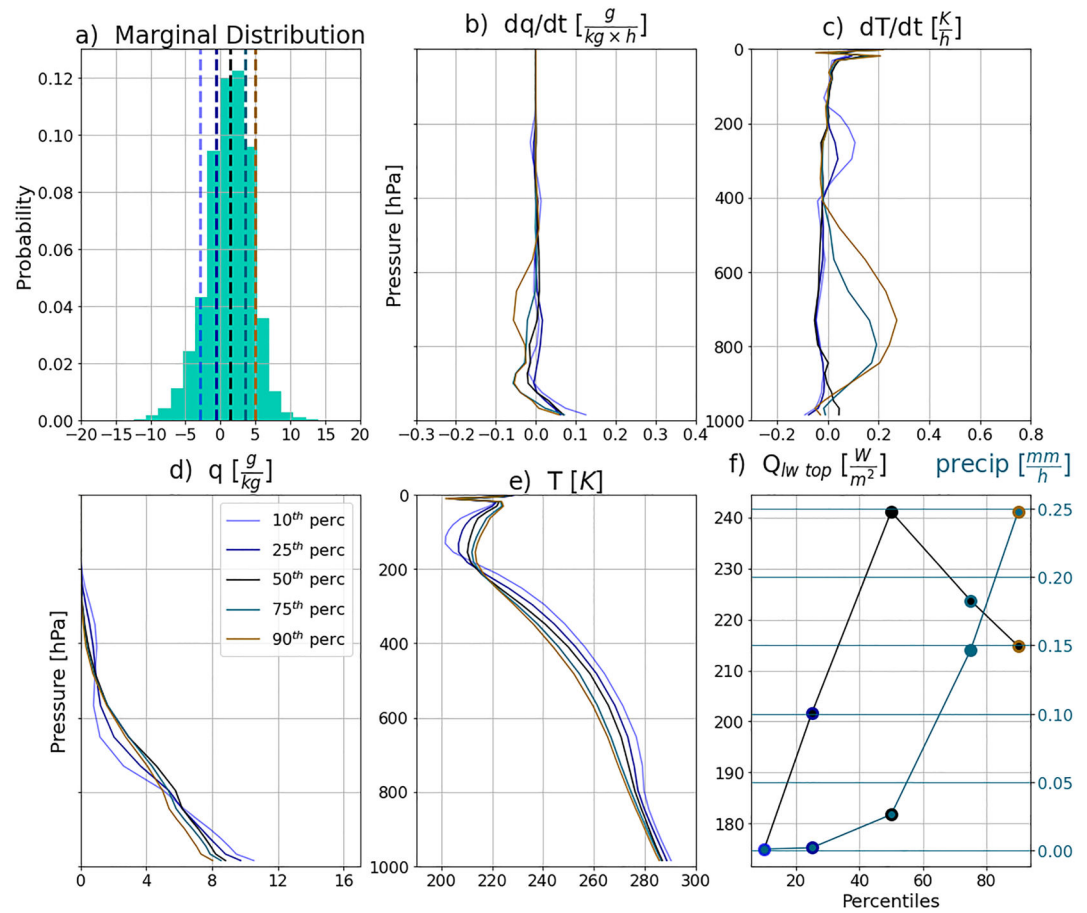 a) Marginal Distribution
b) dq/dt [g/kg × h]
c) dT/dt [K/h]
Probability
0.12
0.10
0.08
0.06
0.04
0.02
0.00
−20 −15 −10 −5 0 5 10 15 20
Pressure [hPa]
−0.3 −0.2 −0.1 0.0 0.1 0.2 0.3 0.4
0
200
400
600
800
1000
−0.2 0.0 0.2 0.4 0.6 0.8
d) q [g/kg]
e) T [K]
f) Q lw top [W/m²] precip [mm/h]
Pressure [hPa]
10th perc
25th perc
50th perc
75th perc
90th perc
0 4 8 12 16
0
200
400
600
800
1000
200 220 240 260 280 300
240
230
220
210
200
190
180
0.25
0.20
0.15
0.10
0.05
0.00
20 40 60 80
Percentiles